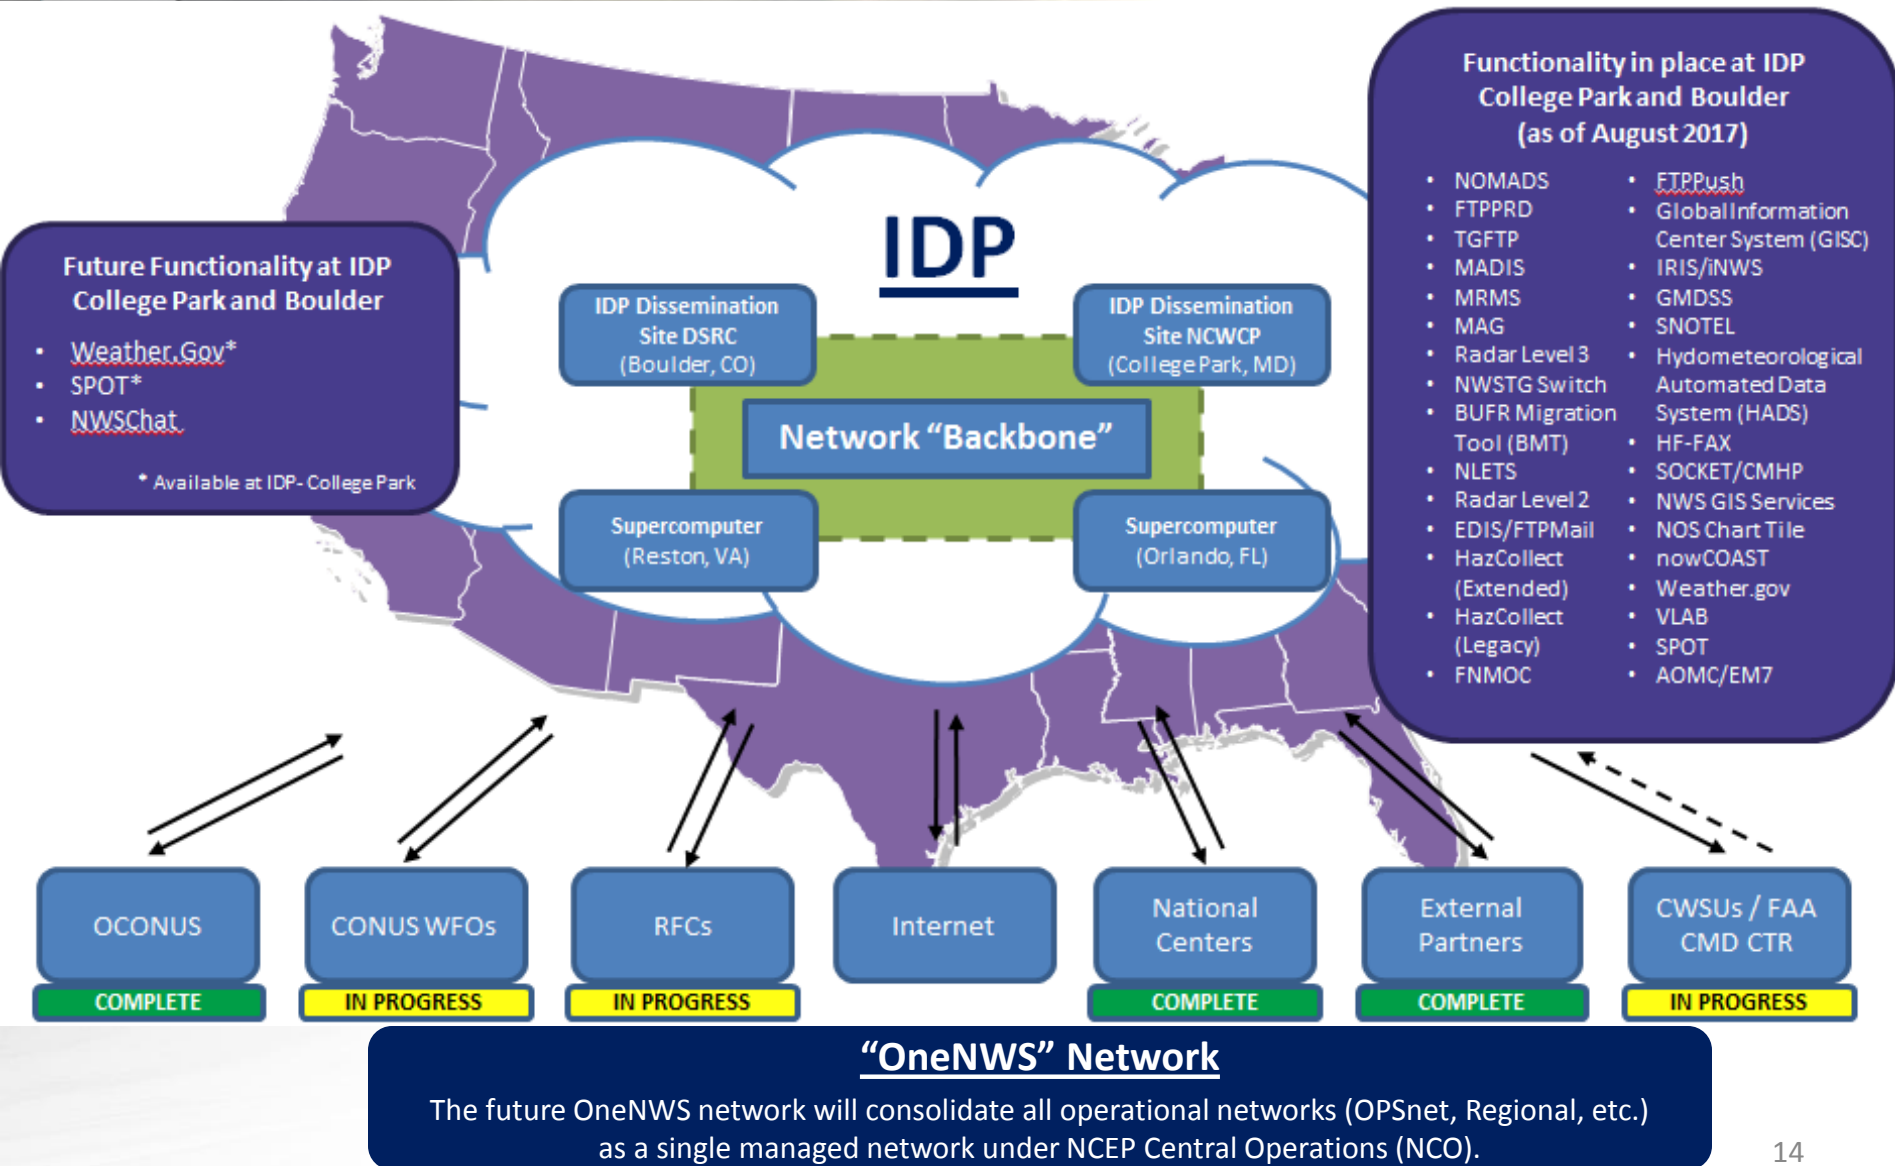 IDP
Future Functionality at IDP
College Park and Boulder
• Weather.Gov*
• SPOT*
• NWSChat
* Available at IDP- College Park
IDP Dissemination
Site DSRC
(Boulder, CO)
IDP Dissemination
Site NCWCP
(College Park, MD)
Network “Backbone”
Supercomputer
(Reston, VA)
Supercomputer
(Orlando, FL)
Functionality in place at IDP
College Park and Boulder
(as of August 2017)
• NOMADS
• FTPPRD
• TGFTP
• MADIS
• MRMS
• MAG
• Radar Level 3
• NWSTG Switch
• BUFR Migration
Tool (BMT)
• NLETS
• Radar Level 2
• EDIS/FTPMail
• HazCollect
(Extended)
• HazCollect
(Legacy)
• FNMOC
• FTPPush
• Global Information
Center System (GISC)
• IRIS/iNWS
• GMDSS
• SNOTEL
• Hydometeorological
Automated Data
System (HADS)
• HF-FAX
• SOCKET/CMHP
• NWS GIS Services
• NOS Chart Tile
• nowCOAST
• Weather.gov
• VLAB
• SPOT
• AOMC/EM7
OCONUS
COMPLETE
CONUS WFOs
IN PROGRESS
RFCs
IN PROGRESS
Internet
National
Centers
COMPLETE
External
Partners
COMPLETE
CWSUs / FAA
CMD CTR
IN PROGRESS
“OneNWS” Network
The future OneNWS network will consolidate all operational networks (OPSnet, Regional, etc.)
as a single managed network under NCEP Central Operations (NCO).
14